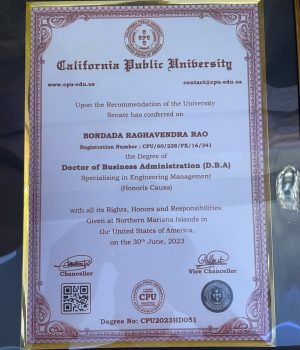 California Public University
www.cpu-edu.us contact@cpu-edu.us
Upon the Recommendation of the University
Senate has conferred on
BONDADA RAGHAVENDRA RAO
Registration Number : CPU/60/238/FX/16/341
the Degree of
Doctor of Business Administration (D.B.A)
Specialising in Engineering Management
(Honoris Causa)
with all its Rights, Honors and Responsibilities.
Given at Northern Mariana Islands in
the United States of America,
on the 30th June, 2023
Chancellor Vice Chancellor
CPU
Degree No: CPU2023HD051